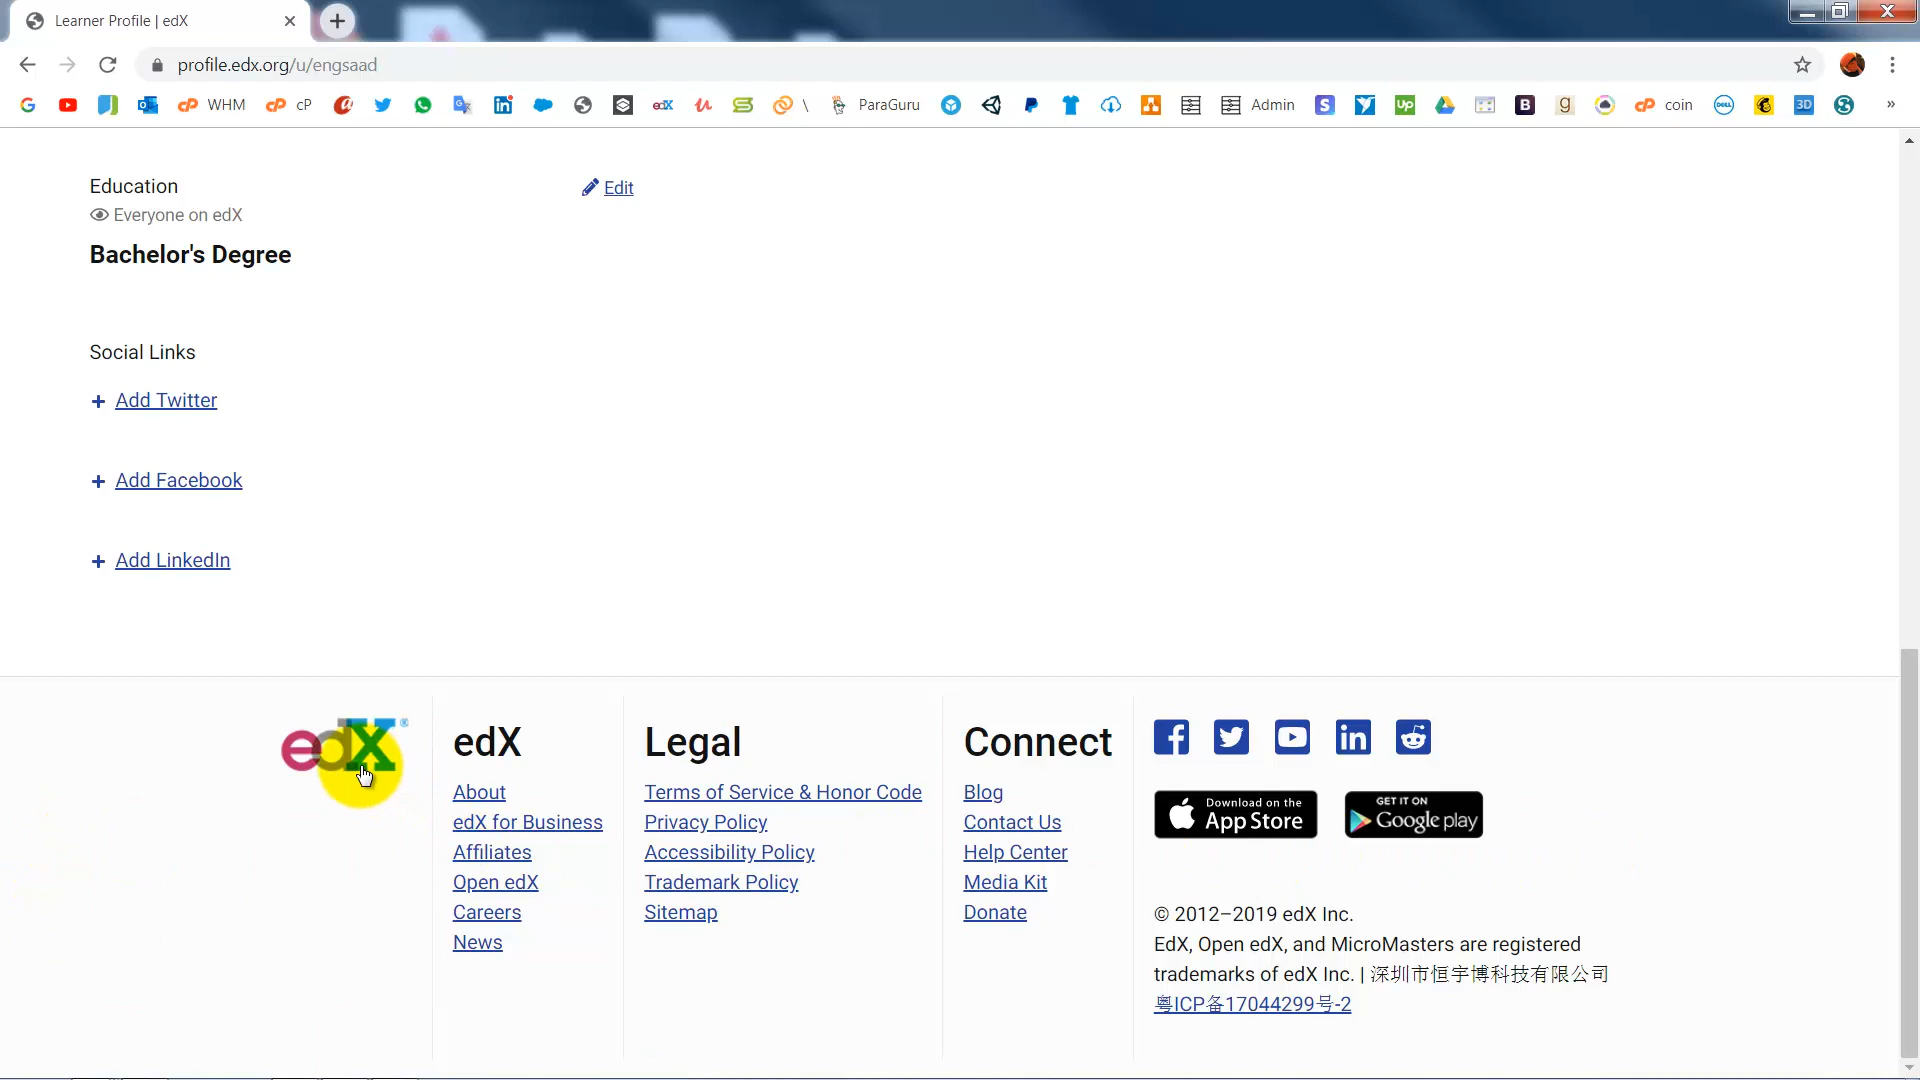 Learner Profile | edX
profile.edx.org/u/engsaad
WHM
cP
\
ParaGuru
Admin
coin
Education
Edit
Everyone on edX
Bachelor's Degree
Social Links
+ Add Twitter
+ Add Facebook
+ Add LinkedIn
edX
edX
About
edX for Business
Affiliates
Open edX
Careers
News
Legal
Terms of Service & Honor Code
Privacy Policy
Accessibility Policy
Trademark Policy
Sitemap
Connect
Blog
Contact Us
Help Center
Media Kit
Donate
Download on the
App Store
GET IT ON
Google play
© 2012–2019 edX Inc.
EdX, Open edX, and MicroMasters are registered
trademarks of edX Inc. | 深圳市恒宇博科技有限公司
粤ICP备17044299号-2